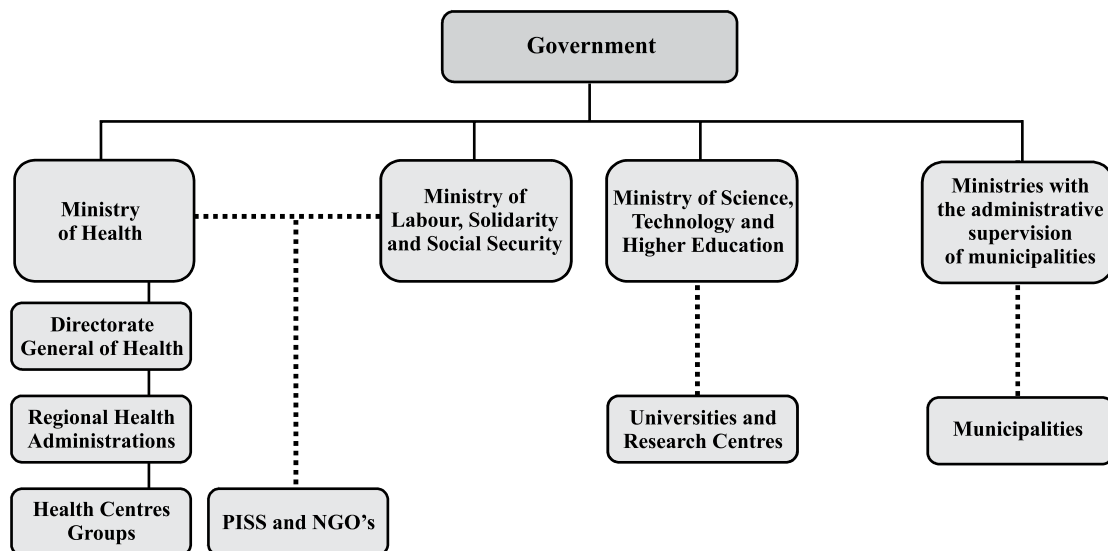 Government
Ministry
of Health
Ministry of
Labour, Solidarity
and Social Security
Ministry of Science,
Technology and
Higher Education
Ministries with
the administrative
supervision
of municipalities
Directorate
General of Health
Regional Health
Administrations
Universities and
Research Centres
Municipalities
Health Centres
Groups
PISS and NGO's